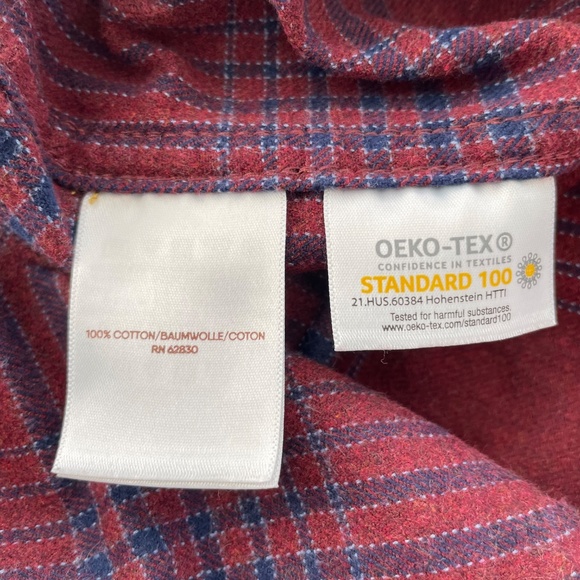 100% COTTON/BAUMWOLLE/COTON
RN 62830
OEKO-TEX®
CONFIDENCE IN TEXTILES
STANDARD 100
21.HUS.60384 Hohenstein HTTI
Tested for harmful substances.
www.oeko-tex.com/standard100